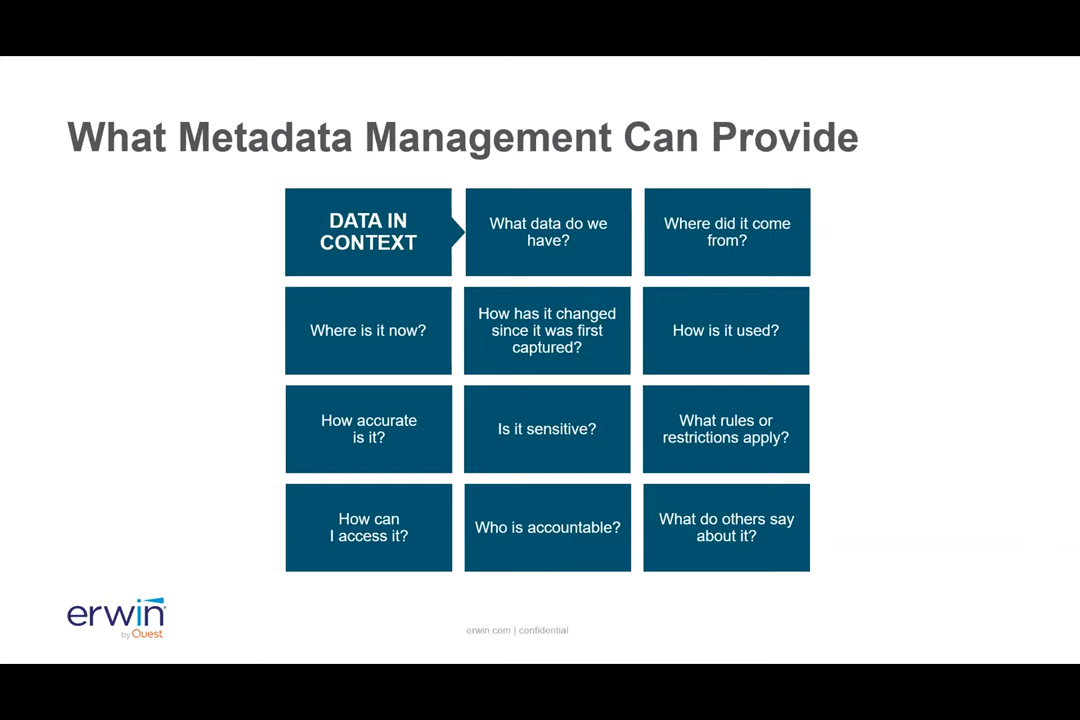 What Metadata Management Can Provide
DATA IN
CONTEXT
What data do we
have?
Where did it come
from?
Where is it now?
How has it changed
since it was first
captured?
How is it used?
How accurate
is it?
Is it sensitive?
What rules or
restrictions apply?
How can
I access it?
Who is accountable?
What do others say
about it?
erwin
by Quest
erwin.com | confidential